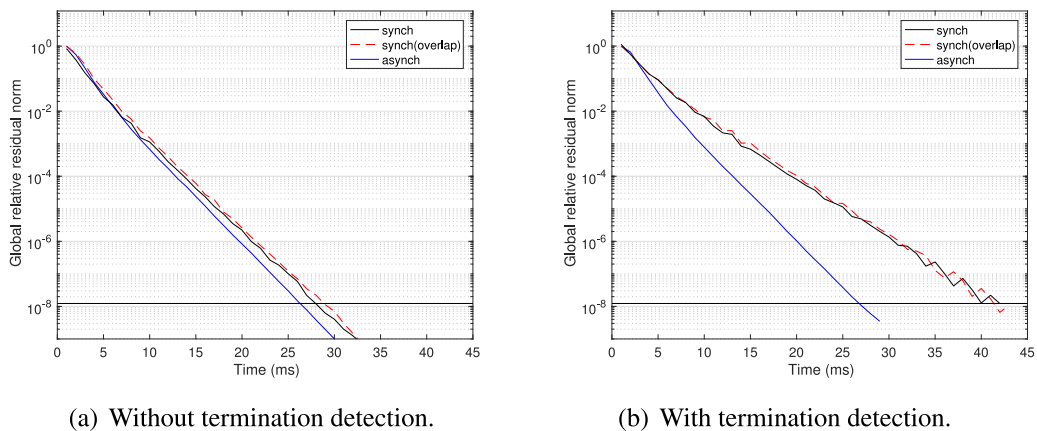 synch
synch(overlap)
asynch
10^0
10^-2
10^-4
10^-6
10^-8
Global relative residual norm
0 5 10 15 20 25 30 35 40 45
Time (ms)
(a) Without termination detection.
synch
synch(overlap)
asynch
10^0
10^-2
10^-4
10^-6
10^-8
Global relative residual norm
0 5 10 15 20 25 30 35 40 45
Time (ms)
(b) With termination detection.